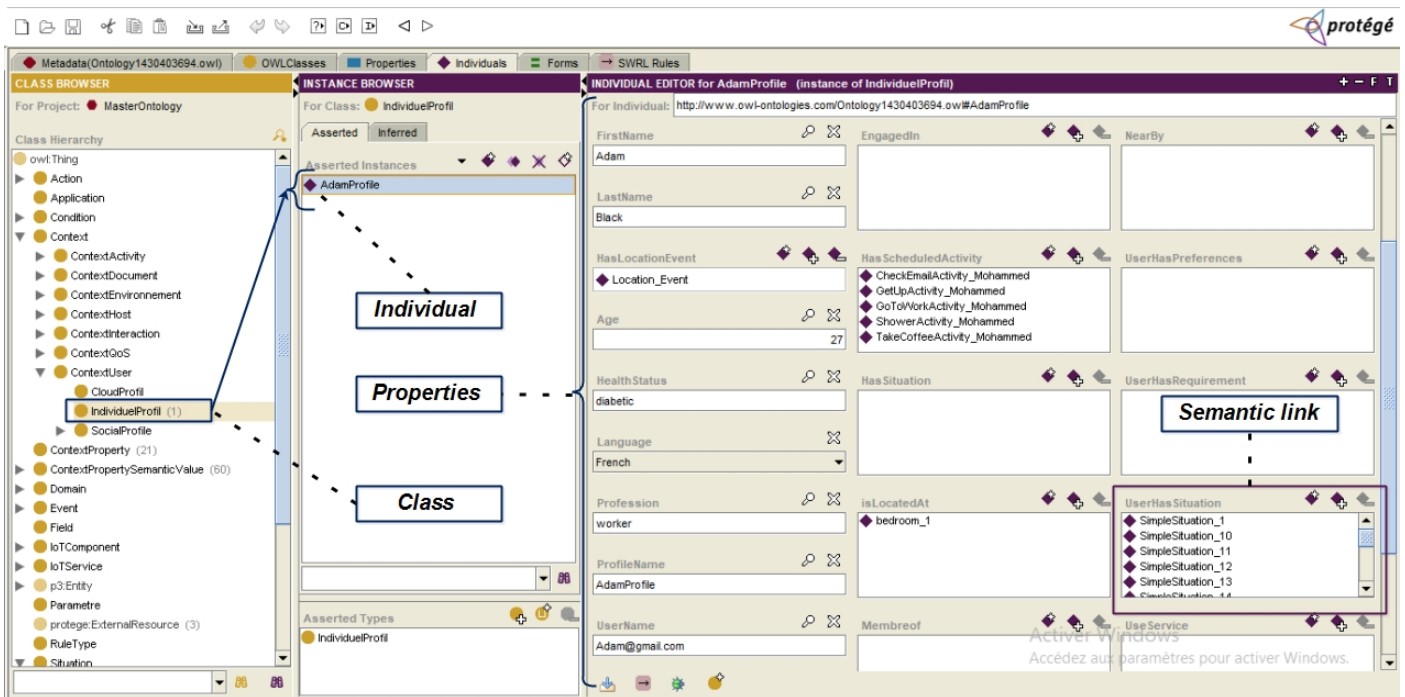 protégé
Metadata(Ontology1430403694.owl)
OWLClasses
Properties
Individuals
Forms
SWRL Rules
CLASS BROWSER
For Project: MasterOntology
Class Hierarchy
owl:Thing
Action
Application
Condition
Context
ContextActivity
ContextDocument
ContextEnvironnement
ContextHost
ContextInteraction
ContextQoS
ContextUser
CloudProfil
IndividuelProfil (1)
SocialProfile
ContextProperty (21)
ContextPropertySemanticValue (60)
Domain
Event
Field
IoTComponent
IoTService
p3:Entity
Parametre
protege:ExternalResource (3)
RuleType
Situation
INSTANCE BROWSER
For Class: IndividuelProfil
Asserted
Inferred
Asserted Instances
AdamProfile
Individual
Properties
Class
Asserted Types
IndividuelProfil
INDIVIDUAL EDITOR for AdamProfile (instance of IndividuelProfil)
+ − F T
For Individual: http://www.owl-ontologies.com/Ontology1430403694.owl#AdamProfile
FirstName
Adam
LastName
Black
HasLocationEvent
Location_Event
Age
27
HealthStatus
diabetic
Language
French
Profession
worker
ProfileName
AdamProfile
UserName
Adam@gmail.com
EngagedIn
HasScheduledActivity
CheckEmailActivity_Mohammed
GetUpActivity_Mohammed
GoToWorkActivity_Mohammed
ShowerActivity_Mohammed
TakeCoffeeActivity_Mohammed
HasSituation
isLocatedAt
bedroom_1
Membreof
NearBy
UserHasPreferences
UserHasRequirement
Semantic link
UserHasSituation
SimpleSituation_1
SimpleSituation_10
SimpleSituation_11
SimpleSituation_12
SimpleSituation_13
SimpleSituation_14
UseService
Activer Windows
Accédez aux paramètres pour activer Windows.